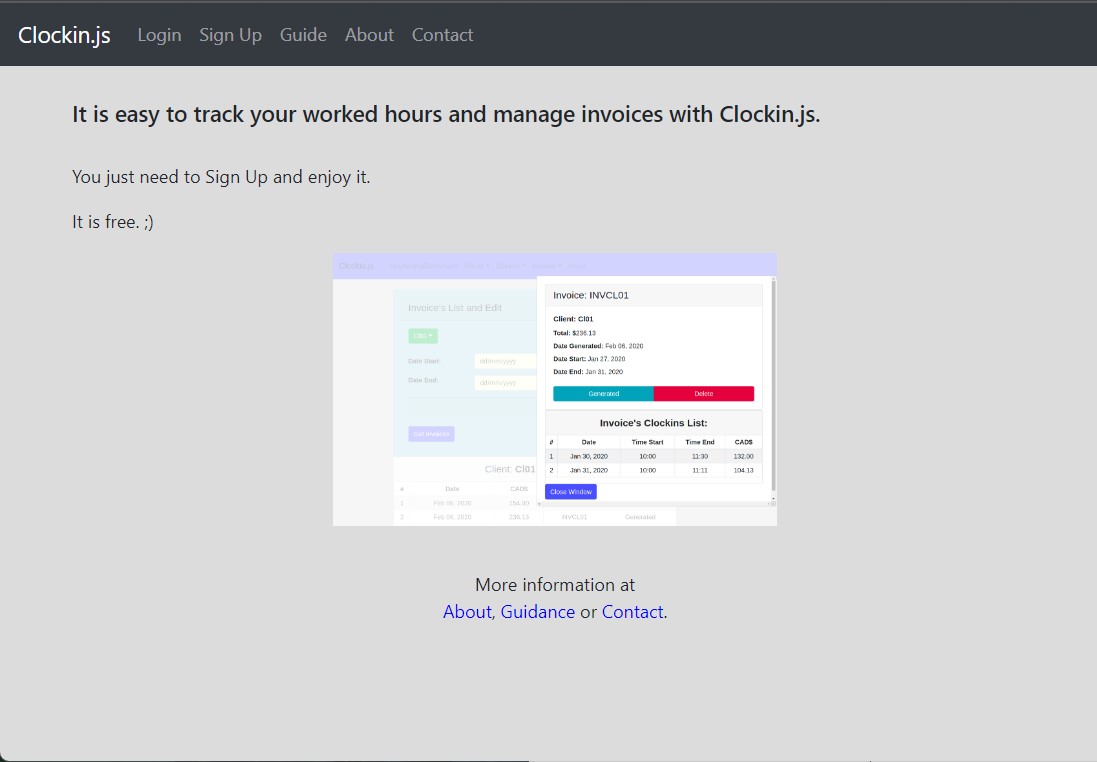 Clockin.js Login Sign Up Guide About Contact
It is easy to track your worked hours and manage invoices with Clockin.js.
You just need to Sign Up and enjoy it.
It is free. ;)
Clockin.js
Invoice's List and Edit
Date Start:
dd/mm/yyyy
Date End:
dd/mm/yyyy
Get Invoices
Client: Cl01
# Date CAD$
1 Feb 06, 2020 154.00
2 Feb 06, 2020 236.13 INVCL01 Generated
Invoice: INVCL01
Client: Cl01
Total: $236.13
Date Generated: Feb 06, 2020
Date Start: Jan 27, 2020
Date End: Jan 31, 2020
Generated Delete
Invoice's Clockins List:
# Date Time Start Time End CAD$
1 Jan 30, 2020 10:00 11:30 132.00
2 Jan 31, 2020 10:00 11:11 104.13
Close Window
More information at
About, Guidance or Contact.